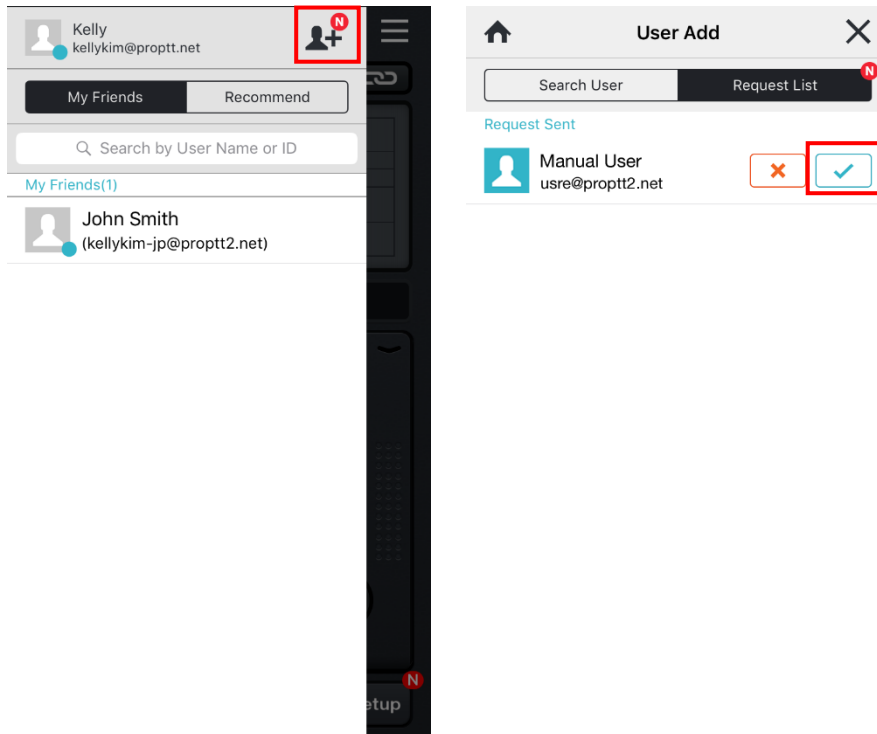 Kelly
kellykim@proptt.net
N
My Friends
Recommend
Search by User Name or ID
My Friends(1)
John Smith
(kellykim-jp@proptt2.net)
N
etup
User Add
Search User
Request List
N
Request Sent
Manual User
usre@proptt2.net